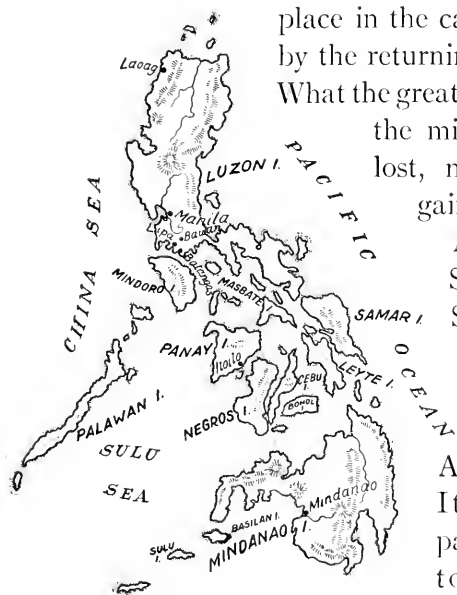 place in the ca
by the returnin
What the great
the mi
lost, n
gain
S
S
A
It
pa
to
Laoag
LUZON I.
PACIFIC OCEAN
CHINA SEA
Manila
Lipa
Bauan
Batangas
MINDORO I.
MASBATE
SAMAR I.
PANAY I.
Iloilo
LEYTE I.
CEBU I.
BOHOL I.
NEGROS I.
PALAWAN I.
SULU
SEA
Mindanao
BASILAN I.
MINDANAO I.
SULU I.